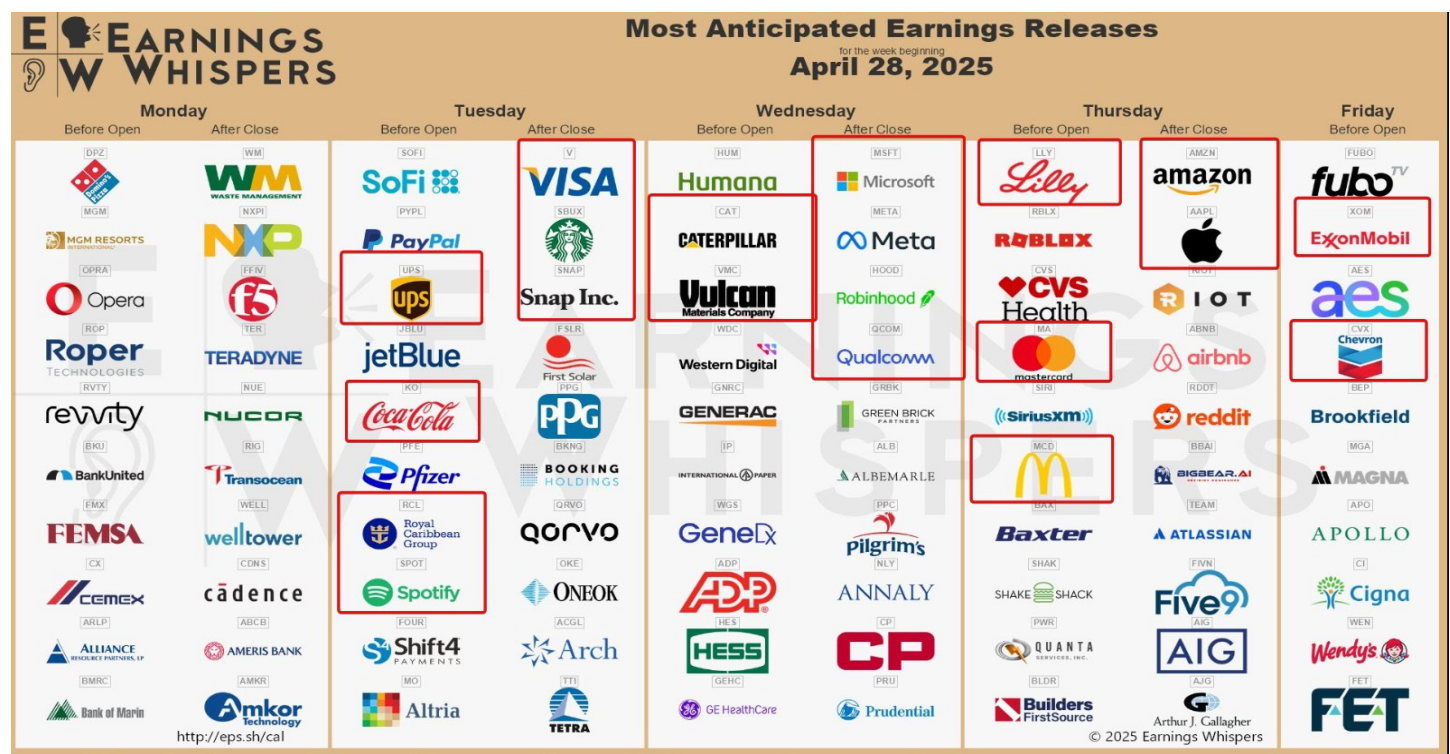 EARNINGS WHISPERS
Most Anticipated Earnings Releases
for the week beginning
April 28, 2025
Monday
Before Open
After Close
Tuesday
Before Open
After Close
Wednesday
Before Open
After Close
Thursday
Before Open
After Close
Friday
Before Open
DPZ
Domino's Pizza
MGM
MGM RESORTS
INTERNATIONAL
OPRA
Opera
ROP
Roper
TECHNOLOGIES
RVTY
revvity
BKU
BankUnited
FMX
FEMSA
CX
CEMEX
ARLP
ALLIANCE
RESOURCE PARTNERS, LP
BMRC
Bank of Marin
WM
WM
WASTE MANAGEMENT
NXPI
NXP
FFIV
f5
TER
TERADYNE
NUE
NUCOR
RIG
Transocean
WELL
welltower
CDNS
cādence
ABCB
AMERIS BANK
AMKR
Amkor
Technology
http://eps.sh/cal
SOFI
SoFi
PYPL
PayPal
UPS
ups
JBLU
jetBlue
KO
Coca-Cola
PFE
Pfizer
RCL
Royal
Caribbean
Group
SPOT
Spotify
FOUR
Shift4
PAYMENTS
MO
Altria
V
VISA
SBUX
SNAP
Snap Inc.
FSLR
First Solar
PPG
PPG
BKNG
BOOKING
HOLDINGS
QRVO
QORVO
OKE
ONEOK
ACGL
Arch
TTI
TETRA
HUM
Humana
CAT
CATERPILLAR
VMC
Vulcan
Materials Company
WDC
Western Digital
GNRC
GENERAC
IP
INTERNATIONAL PAPER
WGS
GeneDx
ADP
ADP
HES
HESS
GEHC
GE HealthCare
MSFT
Microsoft
META
Meta
HOOD
Robinhood
QCOM
Qualcomm
GRBK
GREEN BRICK
PARTNERS
ALB
ALBEMARLE
PPC
Pilgrim's
NLY
ANNALY
CP
CP
PRU
Prudential
LLY
Lilly
RBLX
ROBLOX
CVS
CVS
Health
MA
mastercard
SIRI
SiriusXM
MCD
BAX
Baxter
SHAK
SHAKE SHACK
PWR
QUANTA
SERVICES, INC.
BLDR
Builders
FirstSource
AMZN
amazon
AAPL
RIOT
RIOT
ABNB
airbnb
RDDT
reddit
BBAI
BIGBEAR.AI
TEAM
ATLASSIAN
FIVN
Five9
AIG
AIG
AJG
Arthur J. Gallagher
© 2025 Earnings Whispers
FUBO
fuboTV
XOM
ExxonMobil
AES
aes
CVX
Chevron
BEP
Brookfield
MGA
MAGNA
APO
APOLLO
CI
Cigna
WEN
Wendy's
FET
FET